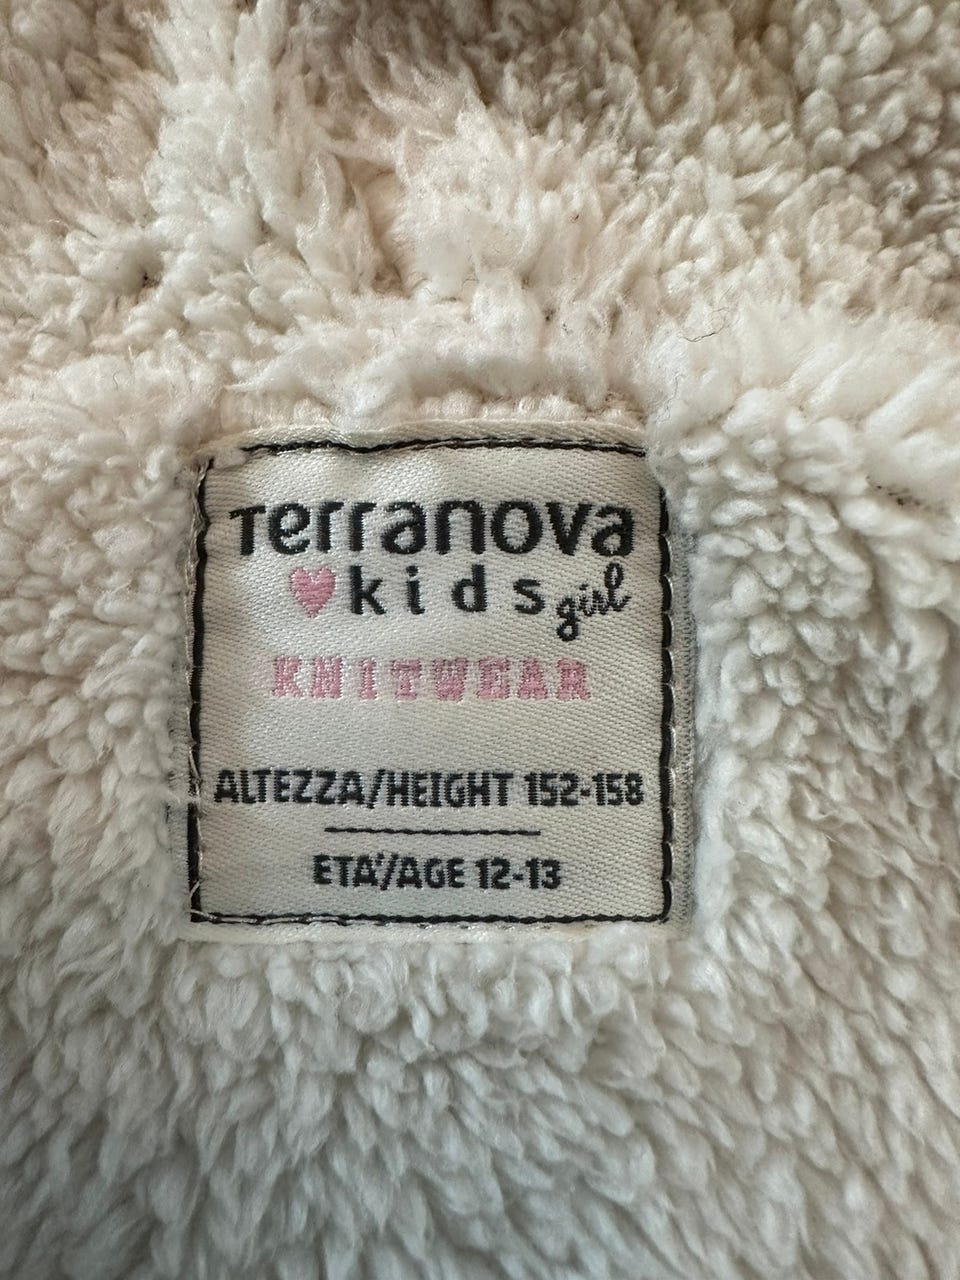 Terranova
kids girl
KNITWEAR
ALTEZZA/HEIGHT 152-158
ETA'/AGE 12-13